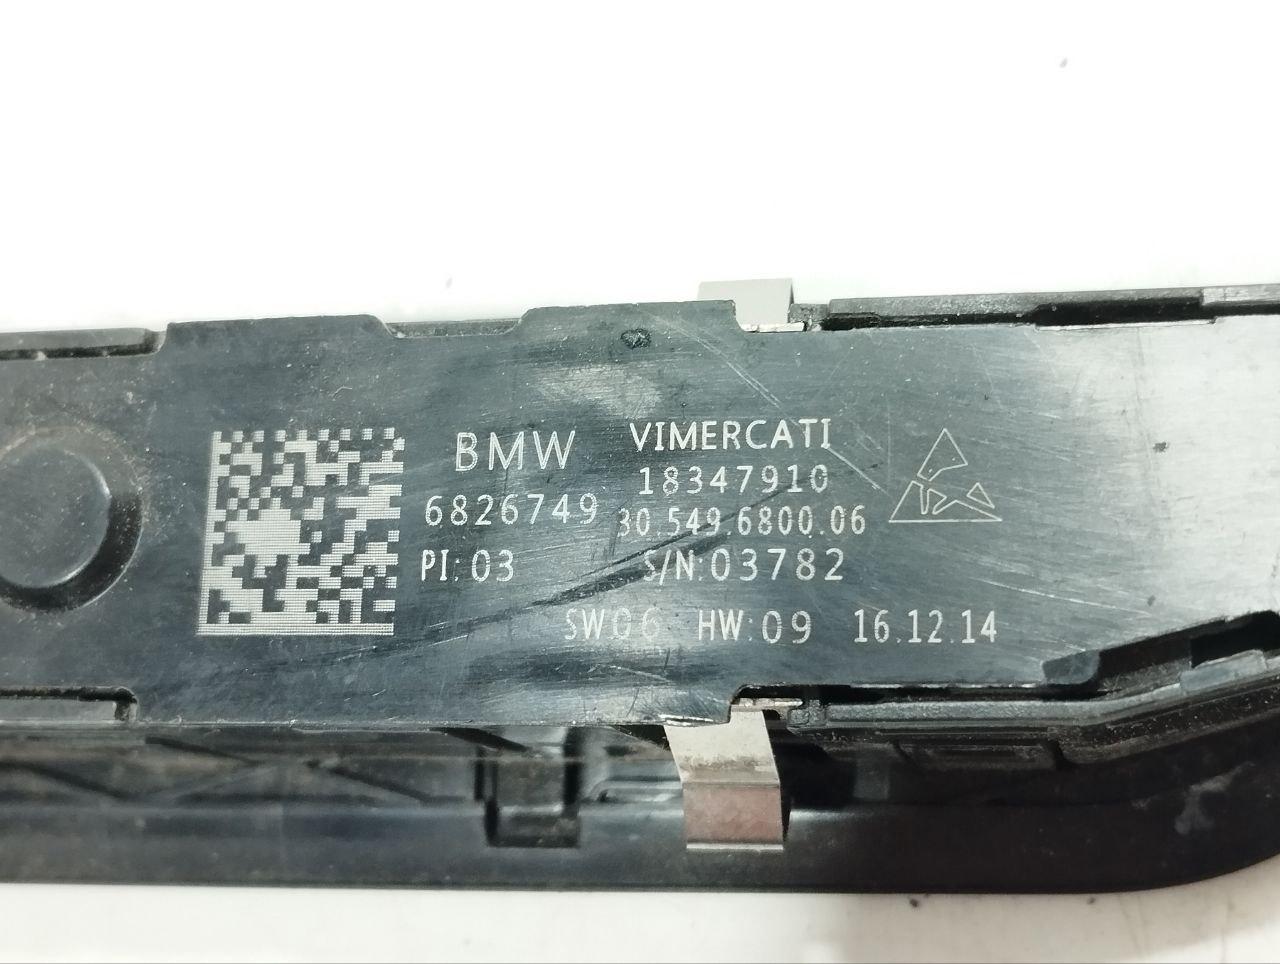 BMW
6826749
PI:03
VIMERCATI
18347910
30.549.6800.06
S/N:03782
SW06 HW:09 16.12.14